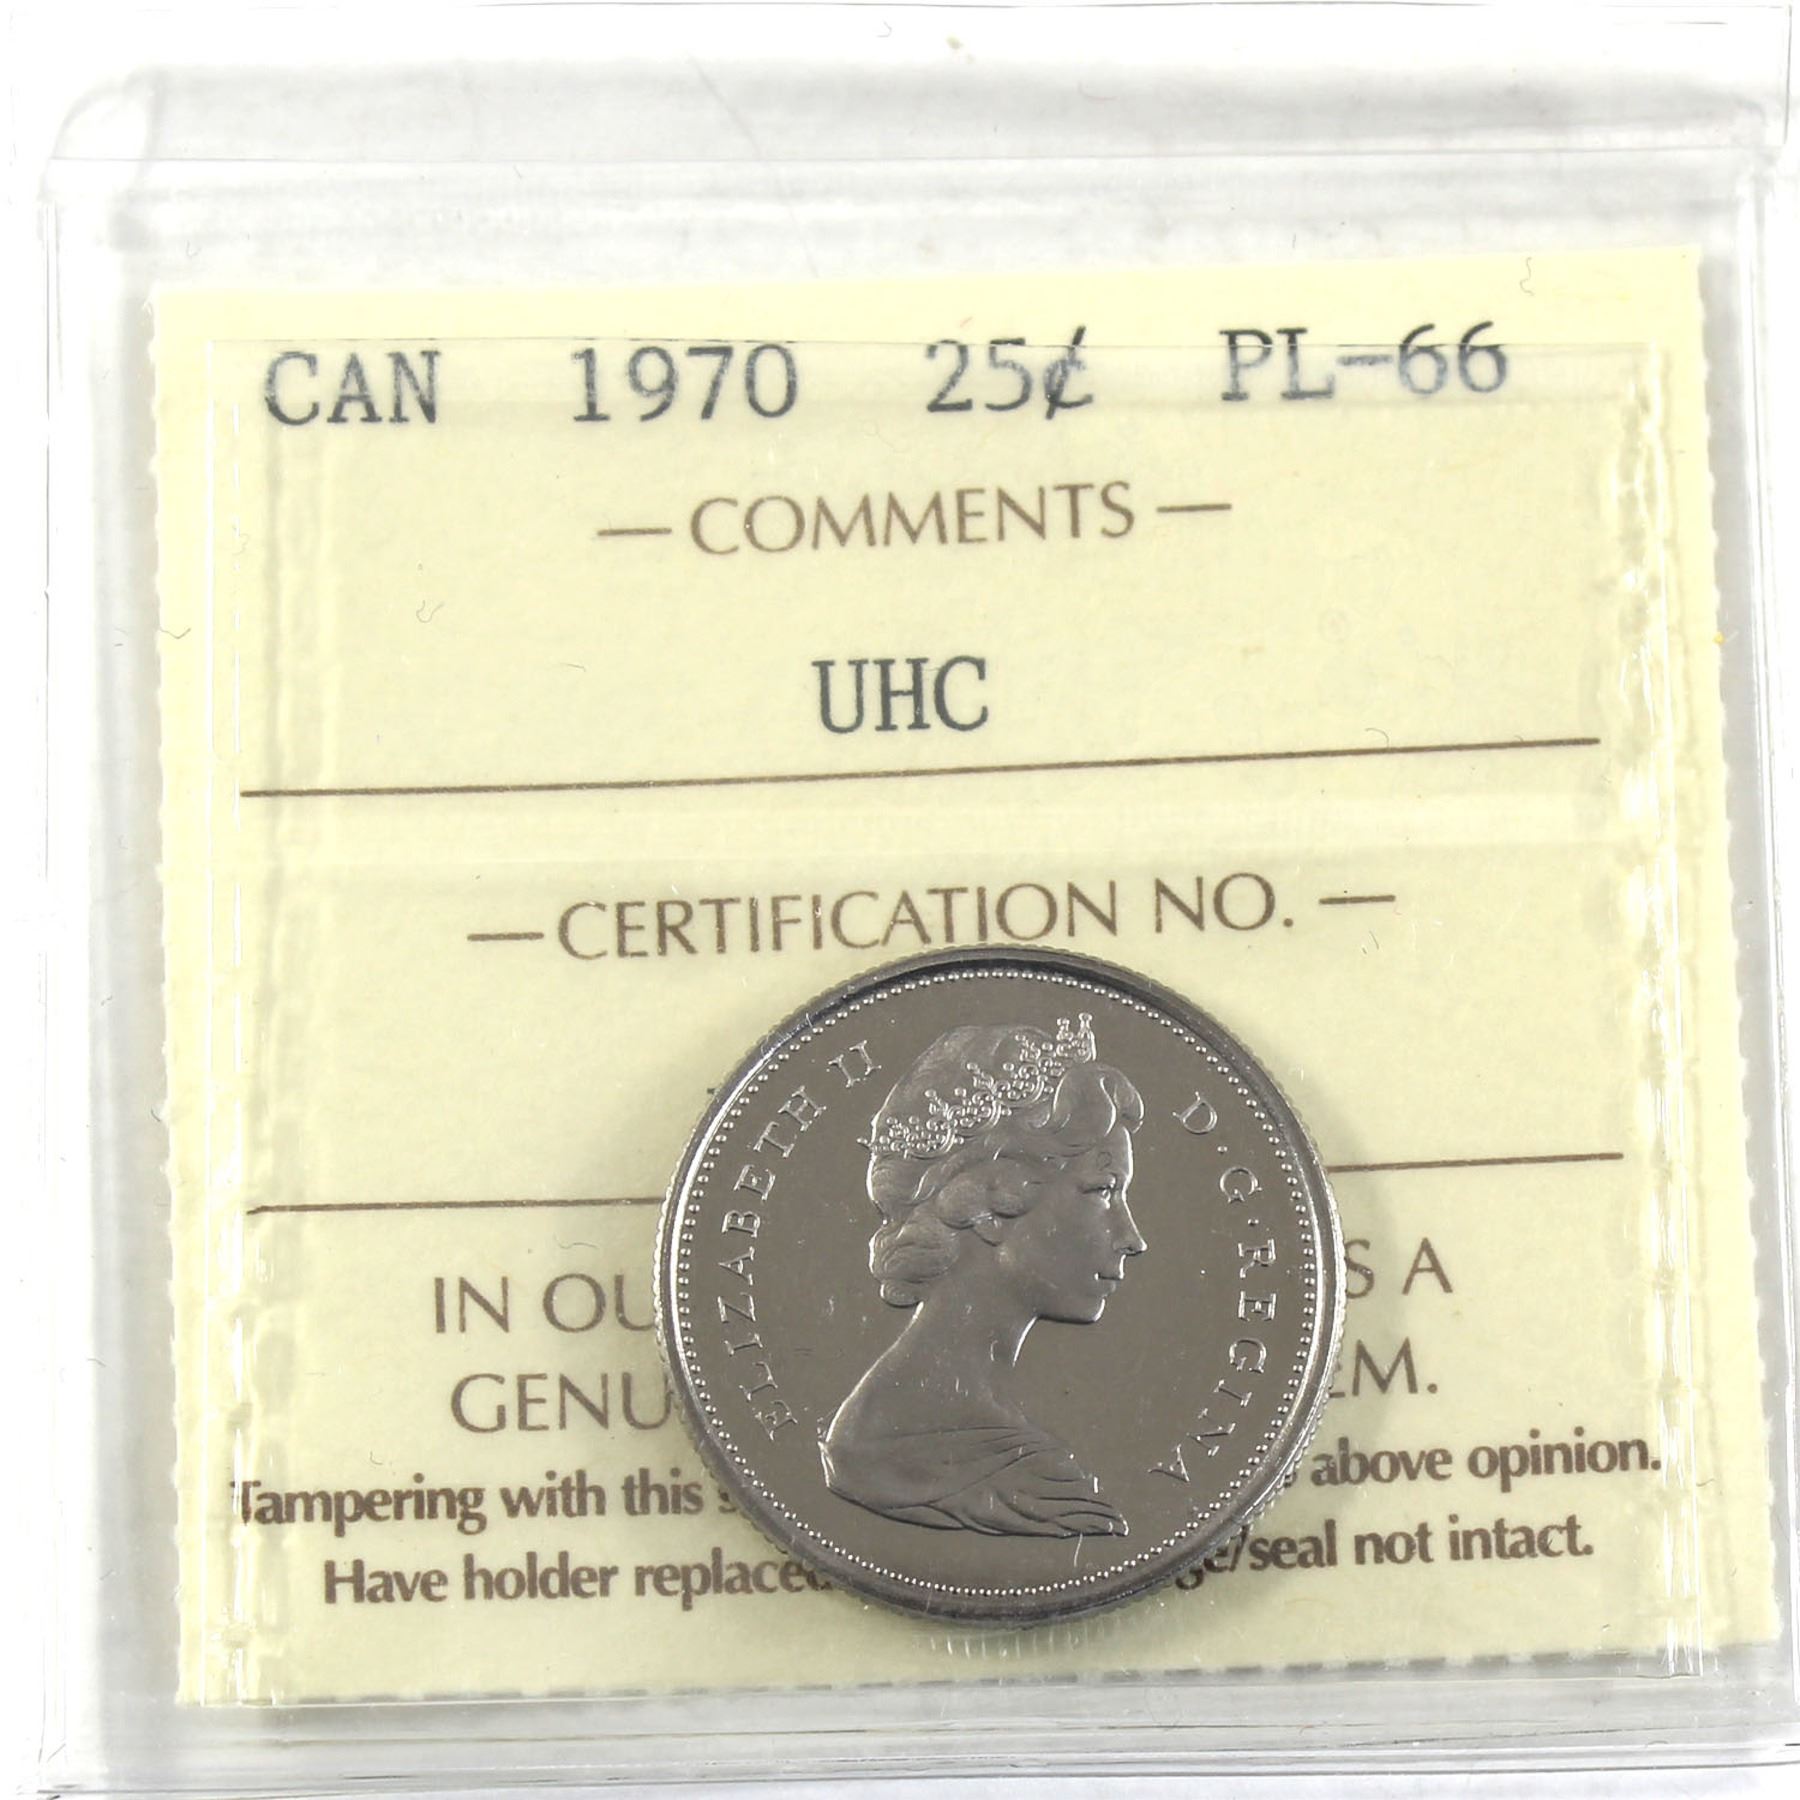 CAN 1970 25¢ PL-66
— COMMENTS —
UHC
— CERTIFICATION NO. —
ELIZABETH II D·G·REGINA
IN OU S A
GENU EM.
Tampering with this above opinion.
Have holder replaced ge/seal not intact.